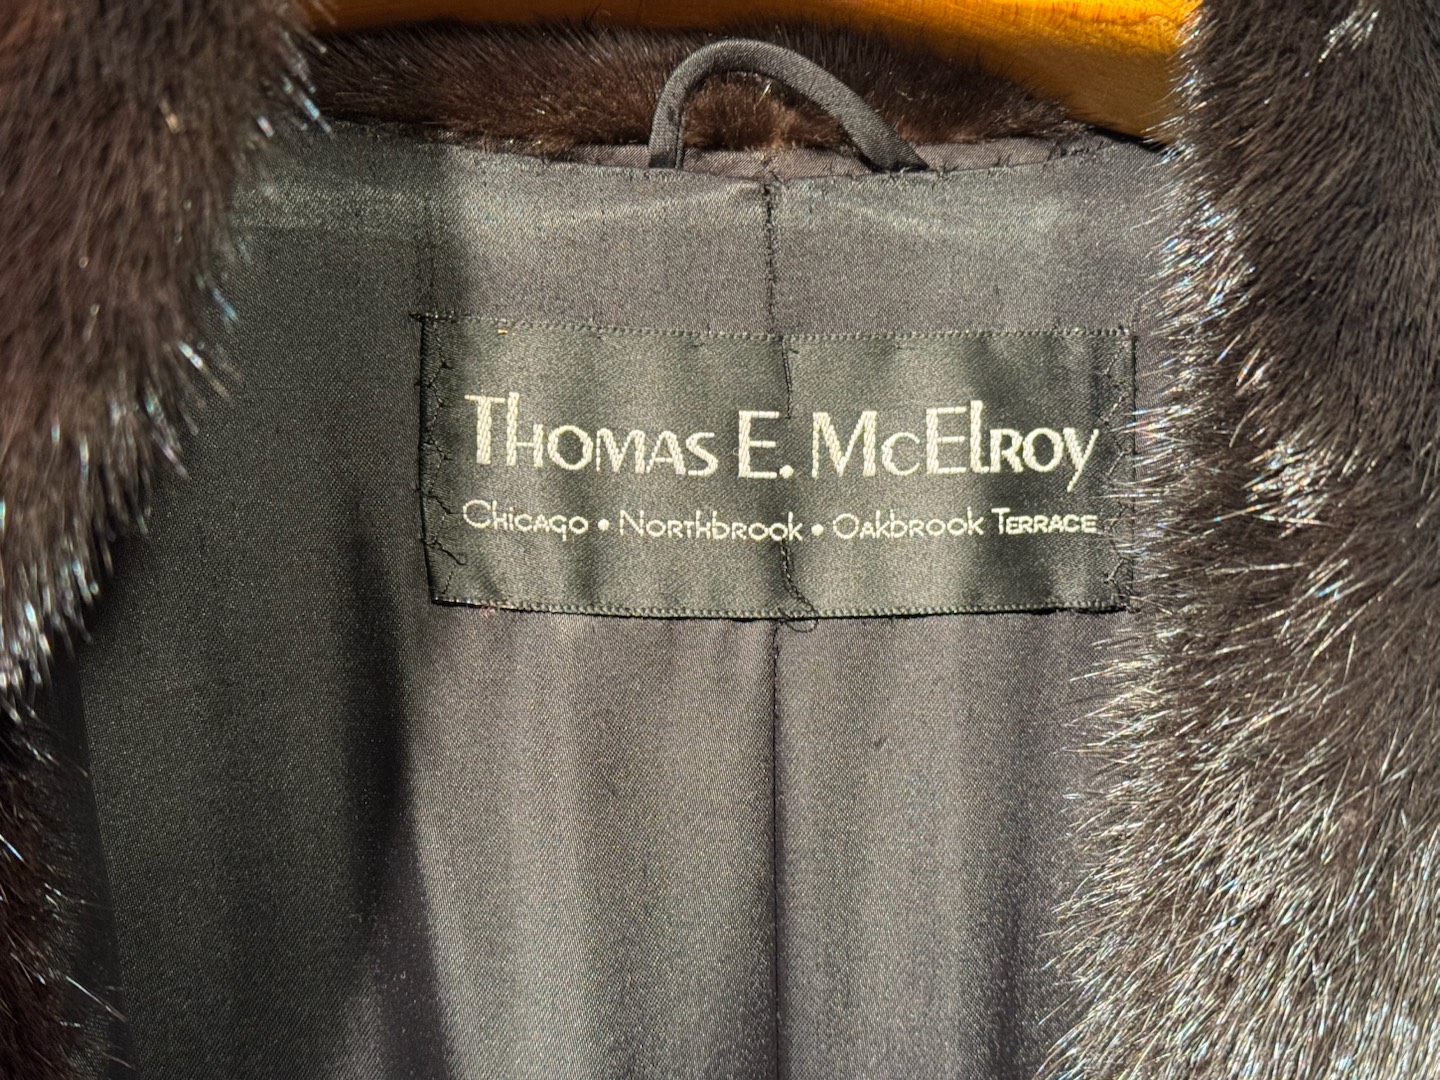 Thomas E. McElroy
Chicago • Northbrook • Oakbrook Terrace